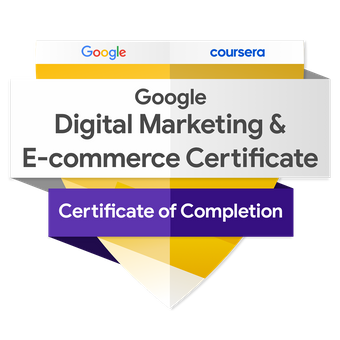 Google coursera
Google
Digital Marketing &
E-commerce Certificate
Certificate of Completion